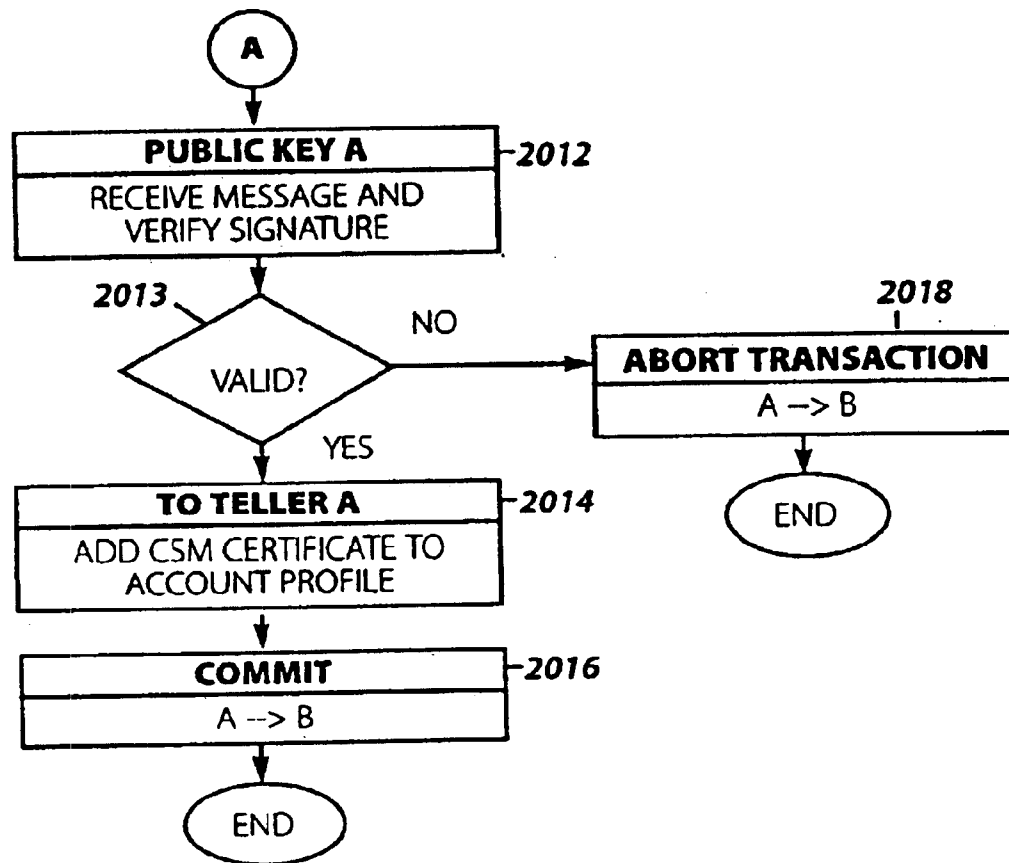 A
PUBLIC KEY A
2012
RECEIVE MESSAGE AND
VERIFY SIGNATURE
2013
VALID?
NO
YES
2018
ABORT TRANSACTION
A --> B
END
TO TELLER A
2014
ADD CSM CERTIFICATE TO
ACCOUNT PROFILE
COMMIT
2016
A --> B
END